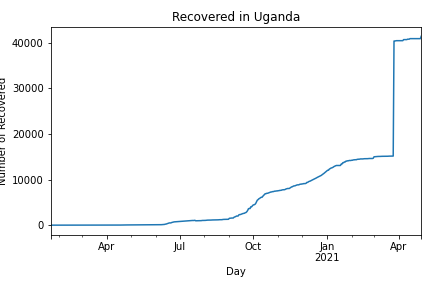 Recovered in Uganda
40000
30000
20000
10000
0
Number of Recovered
Apr Jul Oct Jan Apr
2021
Day